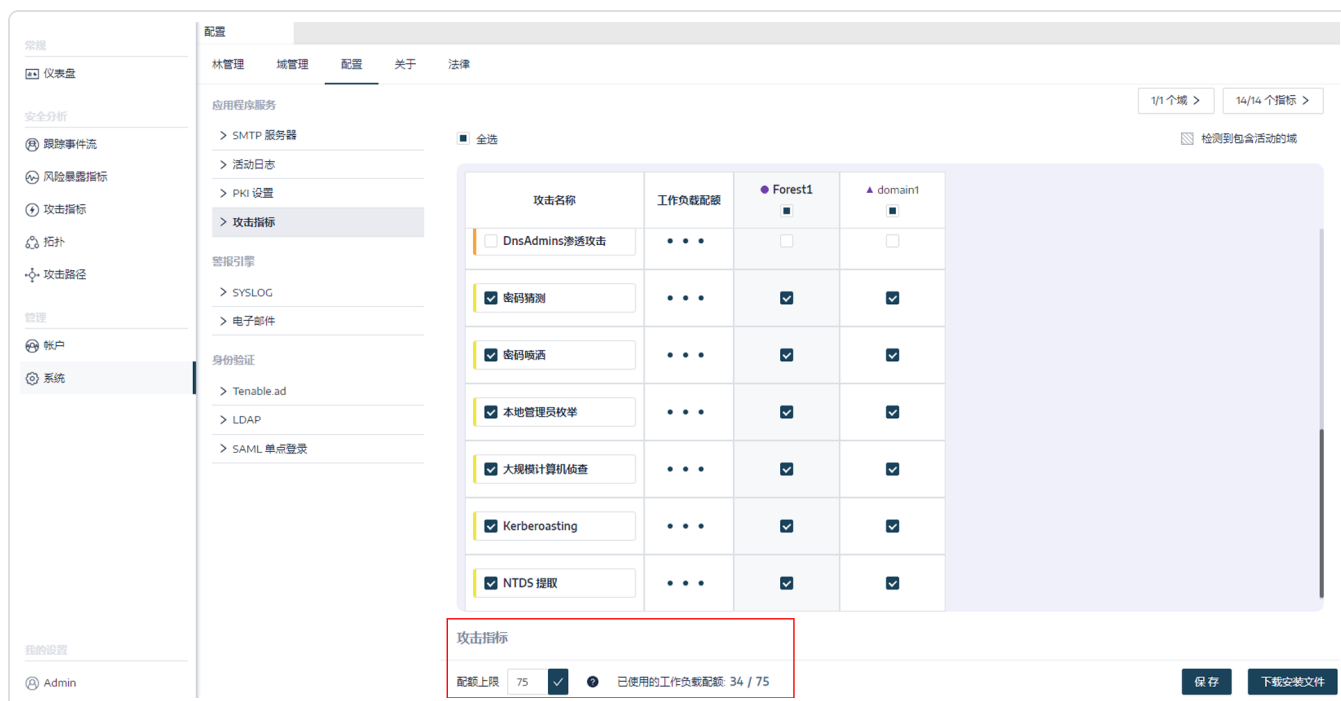 配置
常规
仪表盘
安全分析
跟踪事件流
风险暴露指标
攻击指标
拓扑
攻击路径
管理
帐户
系统
我的设置
Admin
林管理 域管理 配置 关于 法律
应用程序服务
SMTP 服务器
活动日志
PKI 设置
攻击指标
警报引擎
SYSLOG
电子邮件
身份验证
Tenable.ad
LDAP
SAML 单点登录
1/1 个域 > 14/14 个指标 >
全选 检测到包含活动的域
攻击名称 工作负载配额 Forest1 domain1
DnsAdmins渗透攻击
密码猜测
密码喷洒
本地管理员枚举
大规模计算机侦查
Kerberoasting
NTDS 提取
攻击指标
配额上限 75 ? 已使用的工作负载配额: 34 / 75
保存 下载安装文件